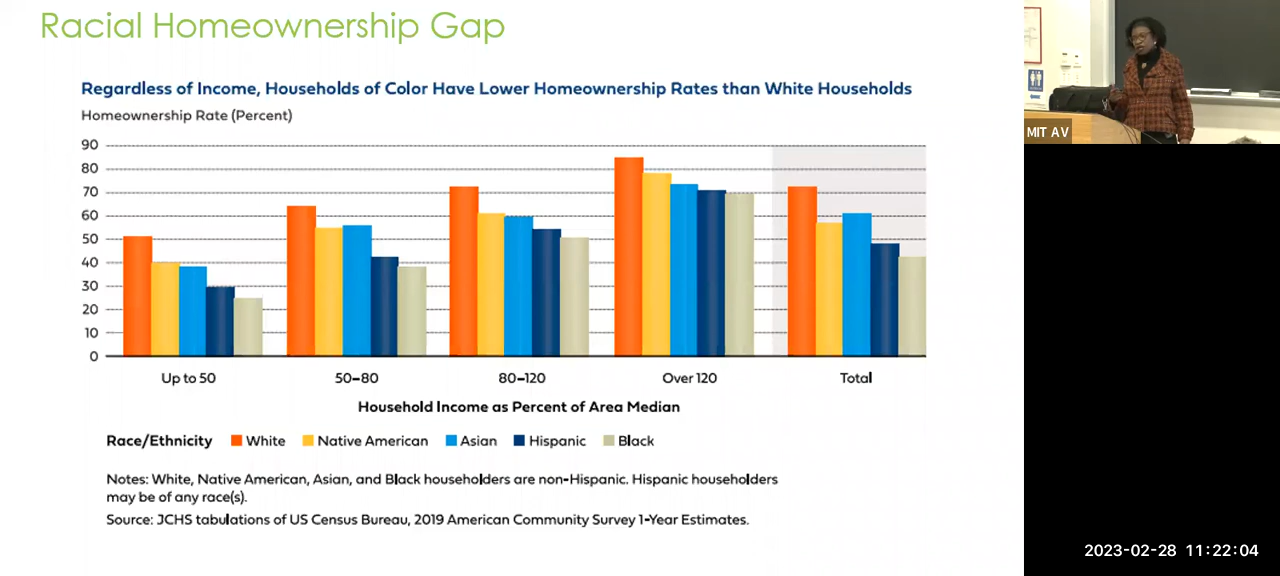 Racial Homeownership Gap
Regardless of Income, Households of Color Have Lower Homeownership Rates than White Households
Homeownership Rate (Percent)
90
80
70
60
50
40
30
20
10
0
Up to 50 50–80 80–120 Over 120 Total
Household Income as Percent of Area Median
Race/Ethnicity White Native American Asian Hispanic Black
Notes: White, Native American, Asian, and Black householders are non-Hispanic. Hispanic householders
may be of any race(s).
Source: JCHS tabulations of US Census Bureau, 2019 American Community Survey 1-Year Estimates.
MIT AV
2023-02-28 11:22:04